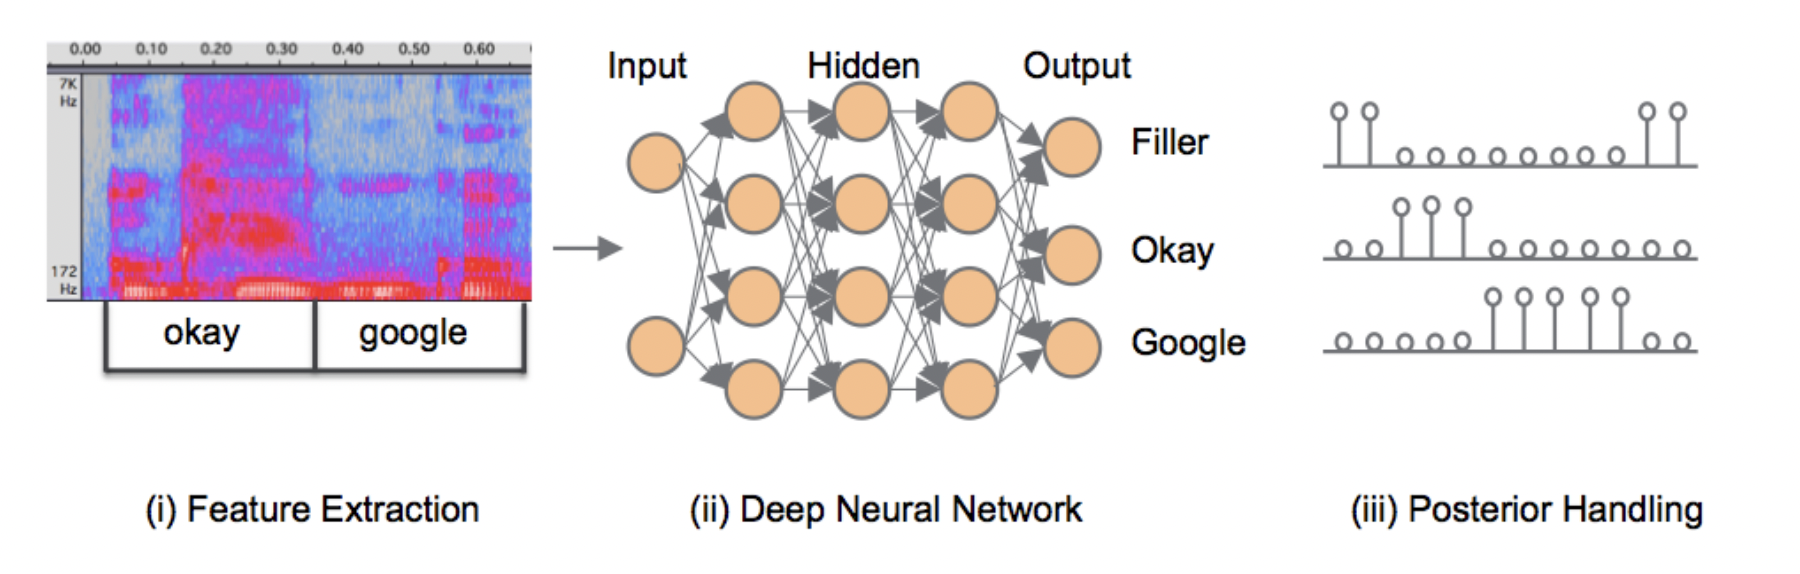 0.00 0.10 0.20 0.30 0.40 0.50 0.60
7K
Hz
172
Hz
okay google
Input Hidden Output
Filler
Okay
Google
(i) Feature Extraction
(ii) Deep Neural Network
(iii) Posterior Handling